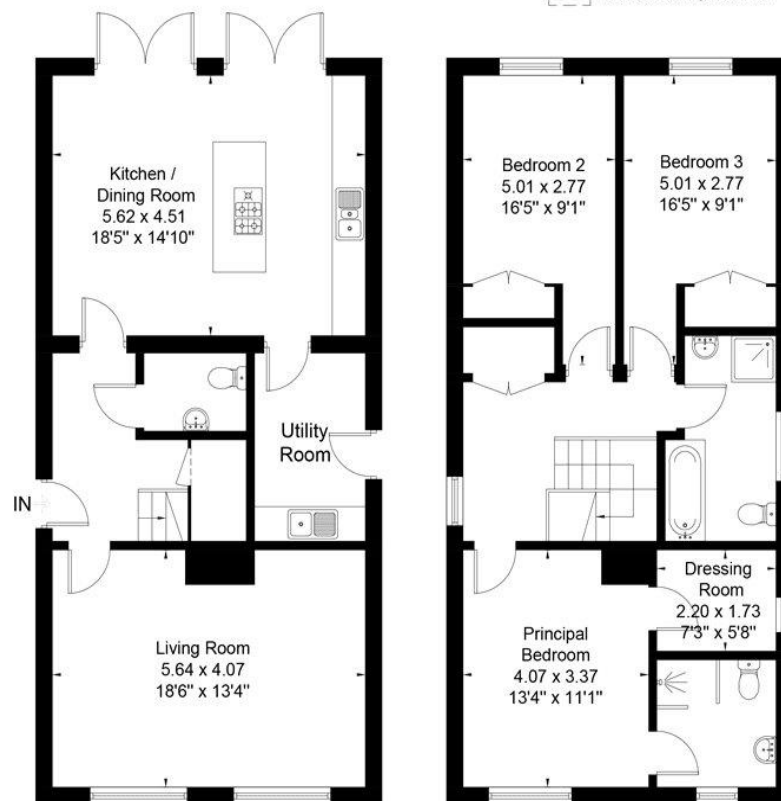 Kitchen /
Dining Room
5.62 x 4.51
18'5" x 14'10"
Utility
Room
IN
Living Room
5.64 x 4.07
18'6" x 13'4"
Bedroom 2
5.01 x 2.77
16'5" x 9'1"
Bedroom 3
5.01 x 2.77
16'5" x 9'1"
Dressing
Room
2.20 x 1.73
7'3" x 5'8"
Principal
Bedroom
4.07 x 3.37
13'4" x 11'1"